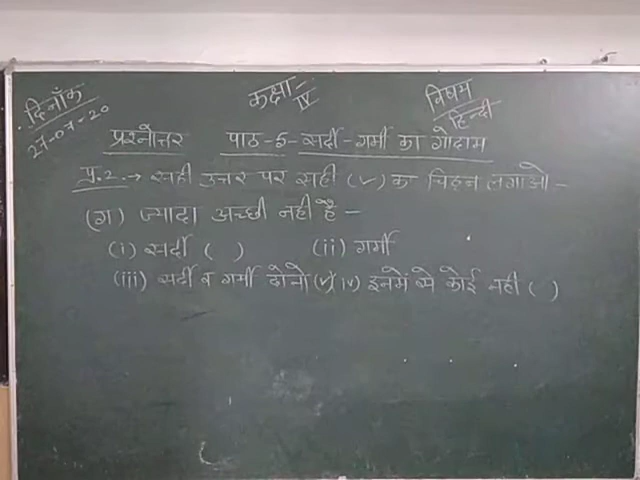 दिनाँक
27-07-20
कक्षा-
IV
विषय
हिन्दी
प्रश्नोत्तर पाठ-5-सर्दी-गर्मी का गोदाम
प्र.2.→ सही उत्तर पर सही (✓) का चिह्न लगाओ-
(ग) ज्यादा अच्छी नही है -
(i) सर्दी ( ) (ii) गर्मी
(iii) सर्दी व गर्मी दोनो (✓) (iv) इनमें से कोई नही ( )